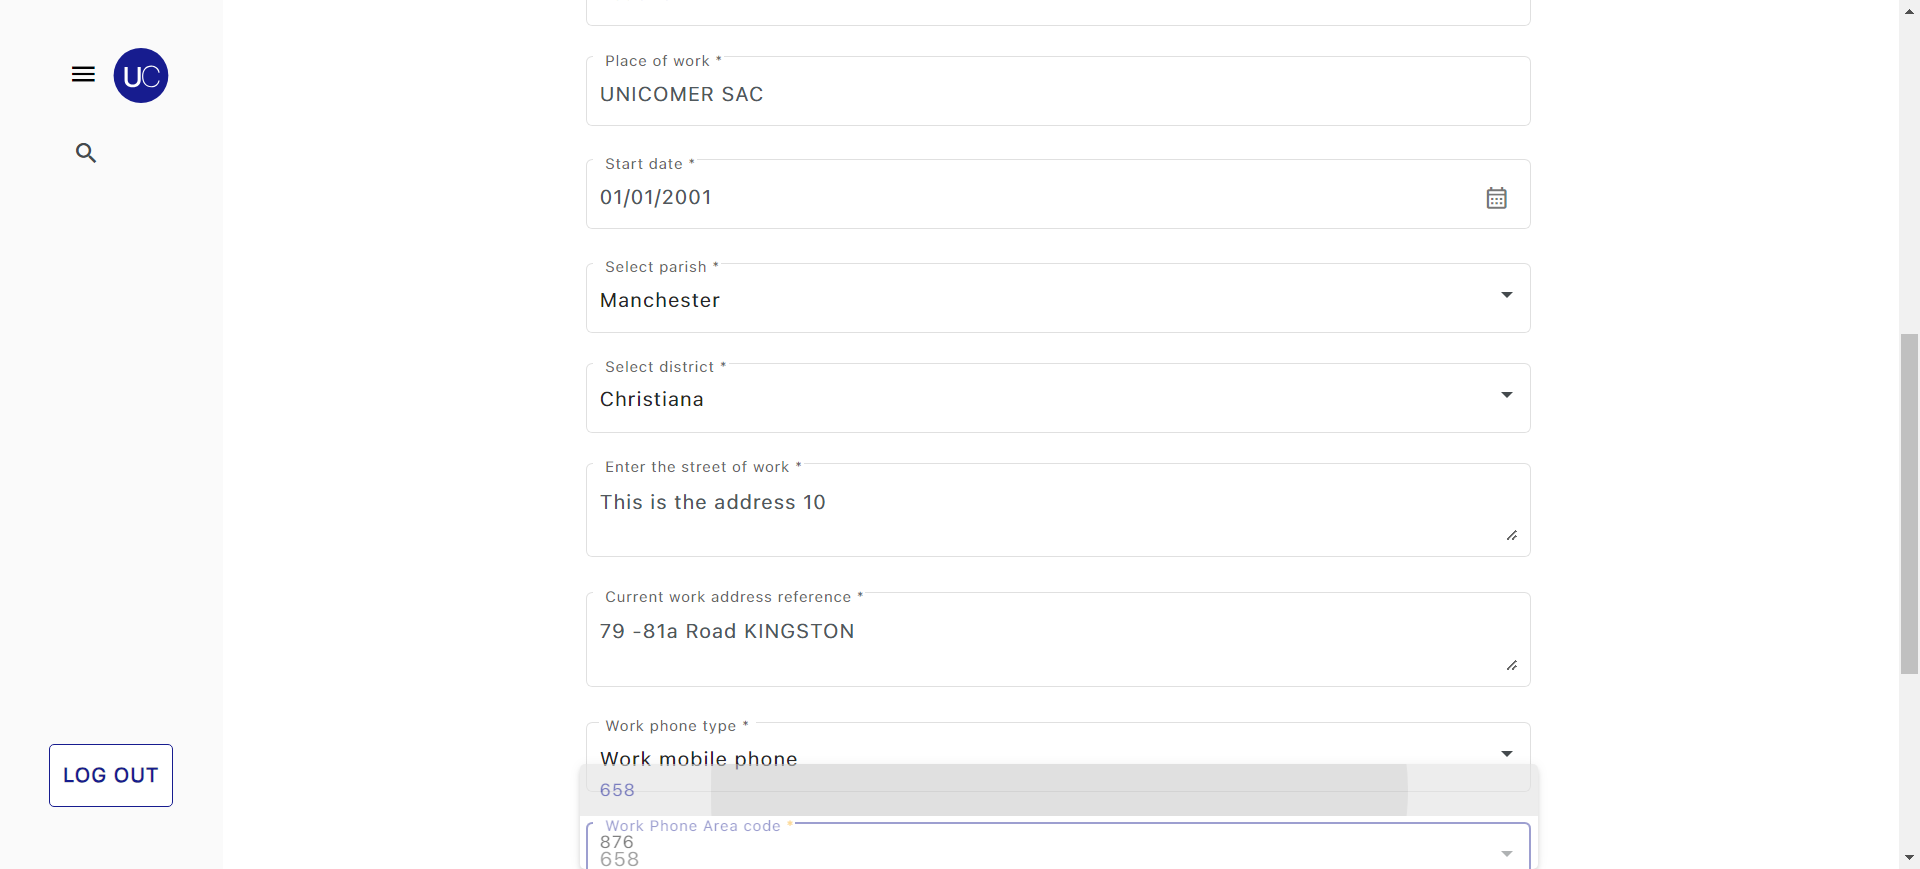 UC
Place of work *
UNICOMER SAC
Start date *
01/01/2001
Select parish *
Manchester
Select district *
Christiana
Enter the street of work *
This is the address 10
Current work address reference *
79 -81a Road KINGSTON
Work phone type *
Work mobile phone
658
Work Phone Area code *
876
658
LOG OUT